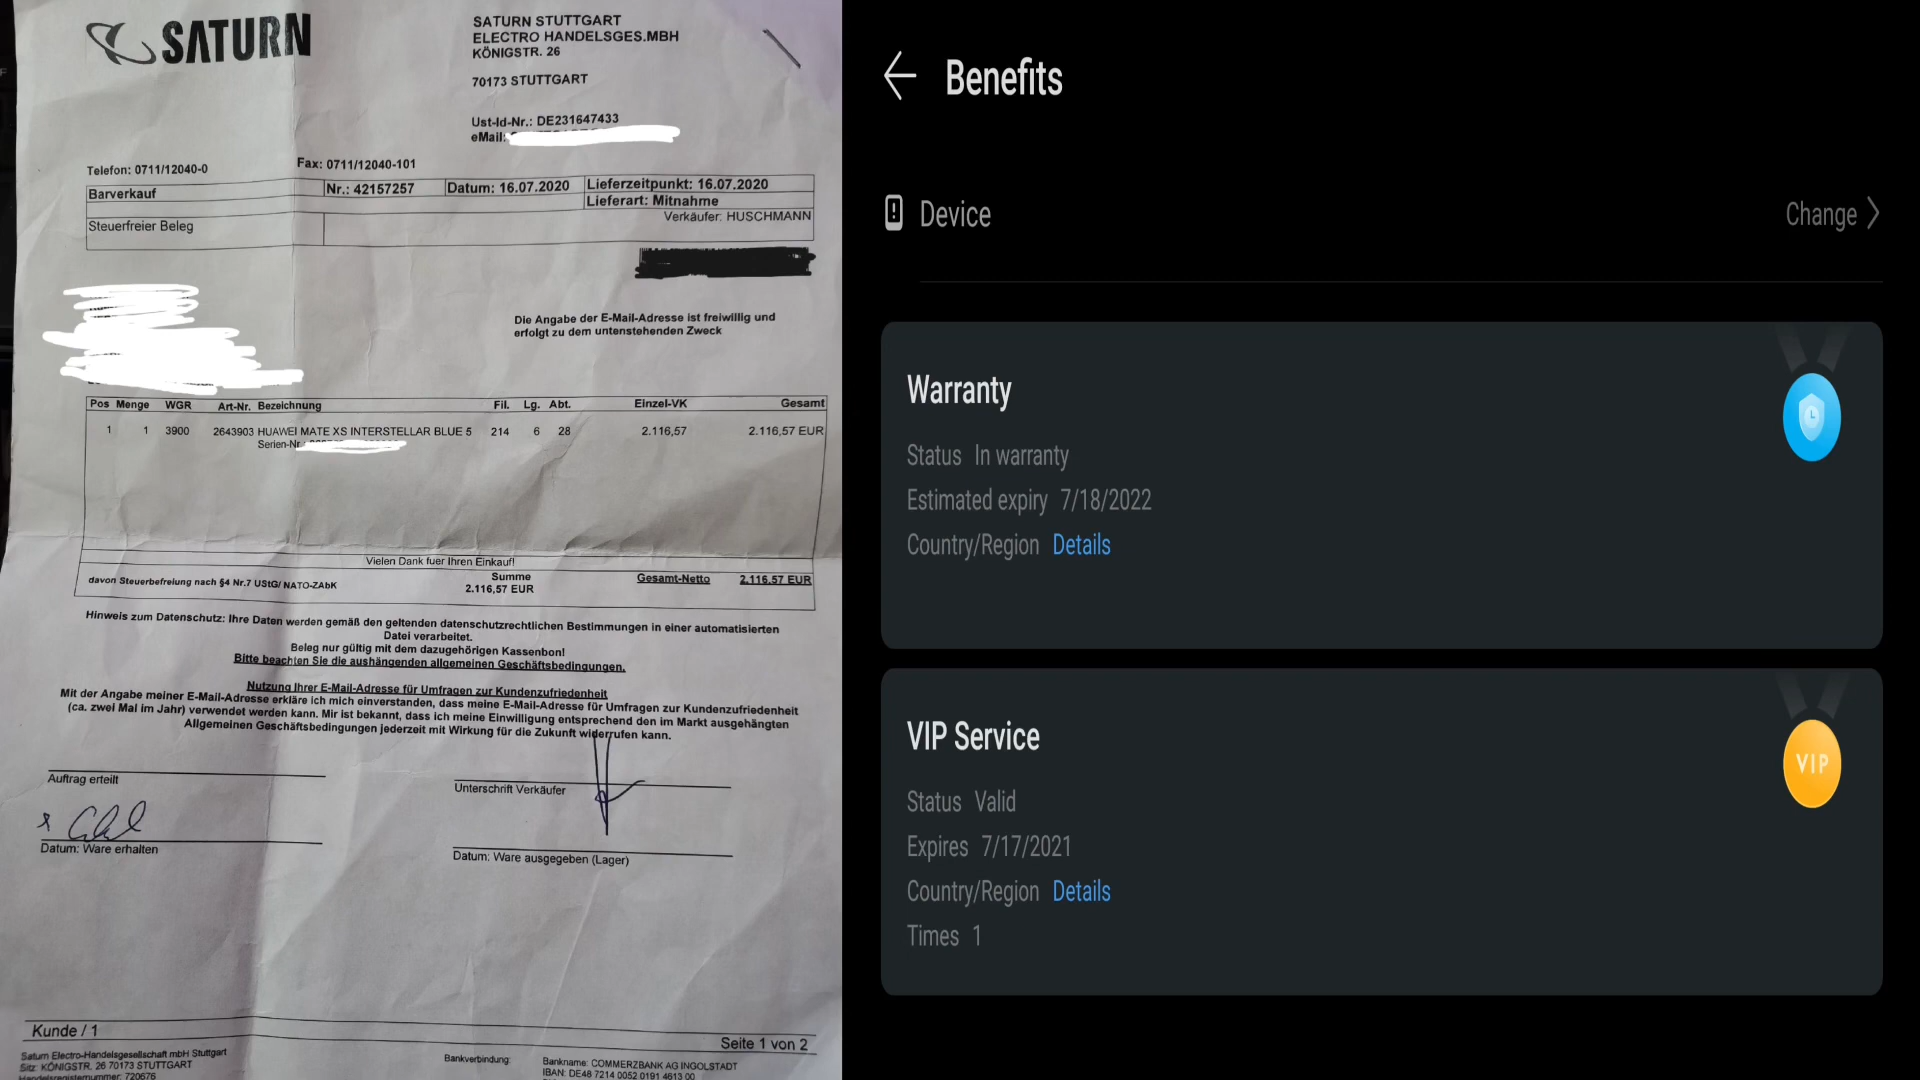 SATURN
SATURN STUTTGART
ELECTRO HANDELSGES.MBH
KÖNIGSTR. 26
70173 STUTTGART
Ust-Id-Nr.: DE231647433
eMail:
Telefon: 0711/12040-0
Fax: 0711/12040-101
Barverkauf
Nr.: 42157257
Datum: 16.07.2020
Lieferzeitpunkt: 16.07.2020
Lieferart: Mitnahme
Verkäufer: HUSCHMANN
Steuerfreier Beleg
Die Angabe der E-Mail-Adresse ist freiwillig und
erfolgt zu dem untenstehenden Zweck
Pos Menge WGR Art-Nr. Bezeichnung Fil. Lg. Abt. Einzel-VK Gesamt
1 1 3900 2643903 HUAWEI MATE XS INTERSTELLAR BLUE 5 214 6 28 2.116,57 2.116,57 EUR
Serien-Nr
Vielen Dank fuer Ihren Einkauf!
davon Steuerbefreiung nach §4 Nr.7 UStG/ NATO-ZAbK
Summe
2.116,57 EUR
Gesamt-Netto 2.116,57 EUR
Hinweis zum Datenschutz: Ihre Daten werden gemäß den geltenden datenschutzrechtlichen Bestimmungen in einer automatisierten
Datei verarbeitet.
Beleg nur gültig mit dem dazugehörigen Kassenbon!
Bitte beachten Sie die aushängenden allgemeinen Geschäftsbedingungen.
Nutzung Ihrer E-Mail-Adresse für Umfragen zur Kundenzufriedenheit
Mit der Angabe meiner E-Mail-Adresse erkläre ich mich einverstanden, dass meine E-Mail-Adresse für Umfragen zur Kundenzufriedenheit
(ca. zwei Mal im Jahr) verwendet werden kann. Mir ist bekannt, dass ich meine Einwilligung entsprechend den im Markt ausgehängten
Allgemeinen Geschäftsbedingungen jederzeit mit Wirkung für die Zukunft widerrufen kann.
Auftrag erteilt
Unterschrift Verkäufer
Datum: Ware erhalten
Datum: Ware ausgegeben (Lager)
Kunde / 1
Seite 1 von 2
Saturn Electro-Handelsgesellschaft mbH Stuttgart
Sitz: KÖNIGSTR. 26 70173 STUTTGART
Handelsregisternummer: 720676
Bankverbindung:
Bankname: COMMERZBANK AG INGOLSTADT
IBAN: DE48 7214 0052 0191 4613 00
Benefits
Device
Change
Warranty
Status In warranty
Estimated expiry 7/18/2022
Country/Region Details
VIP Service
VIP
Status Valid
Expires 7/17/2021
Country/Region Details
Times 1